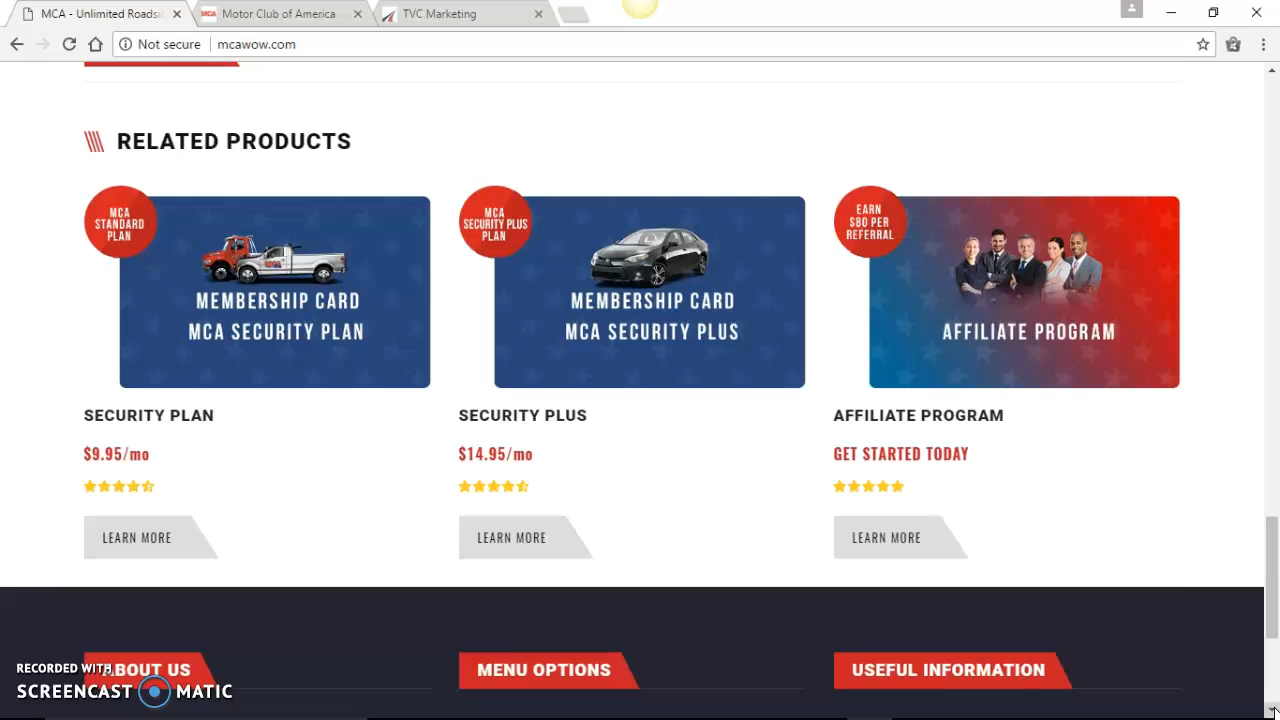 MCA - Unlimited Roadsi
MCA Motor Club of America
TVC Marketing
Not secure mcawow.com
RELATED PRODUCTS
MCA
STANDARD
PLAN
MEMBERSHIP CARD
MCA SECURITY PLAN
MCA
SECURITY PLUS
PLAN
MEMBERSHIP CARD
MCA SECURITY PLUS
EARN
$80 PER
REFERRAL
AFFILIATE PROGRAM
SECURITY PLAN
$9.95/mo
LEARN MORE
SECURITY PLUS
$14.95/mo
LEARN MORE
AFFILIATE PROGRAM
GET STARTED TODAY
LEARN MORE
ABOUT US
MENU OPTIONS
USEFUL INFORMATION
RECORDED WITH
SCREENCAST MATIC